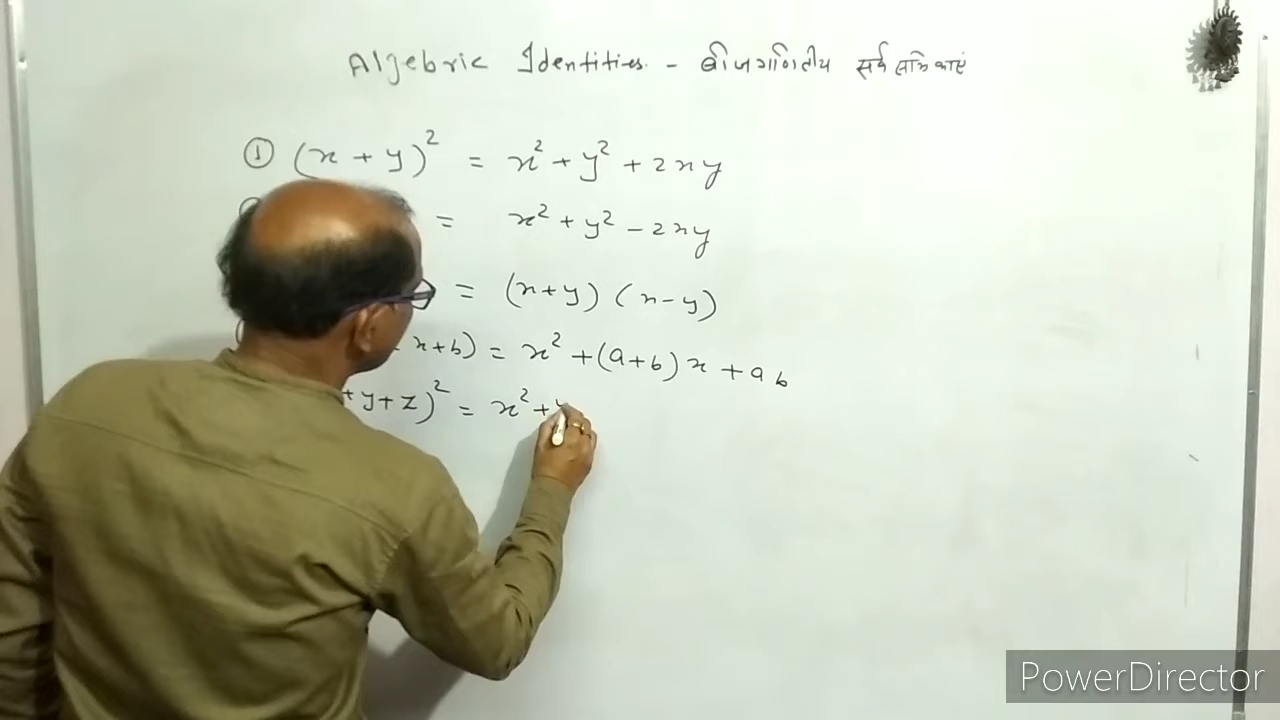 Algebric Identities. - बीजगणितीय सर्वसमिकाएं
① (x + y)² = x² + y² + 2xy
= x² + y² - 2xy
= (x+y) (x-y)
x+b) = x² + (a+b)x + ab
+y+z)² = x² + y
PowerDirector